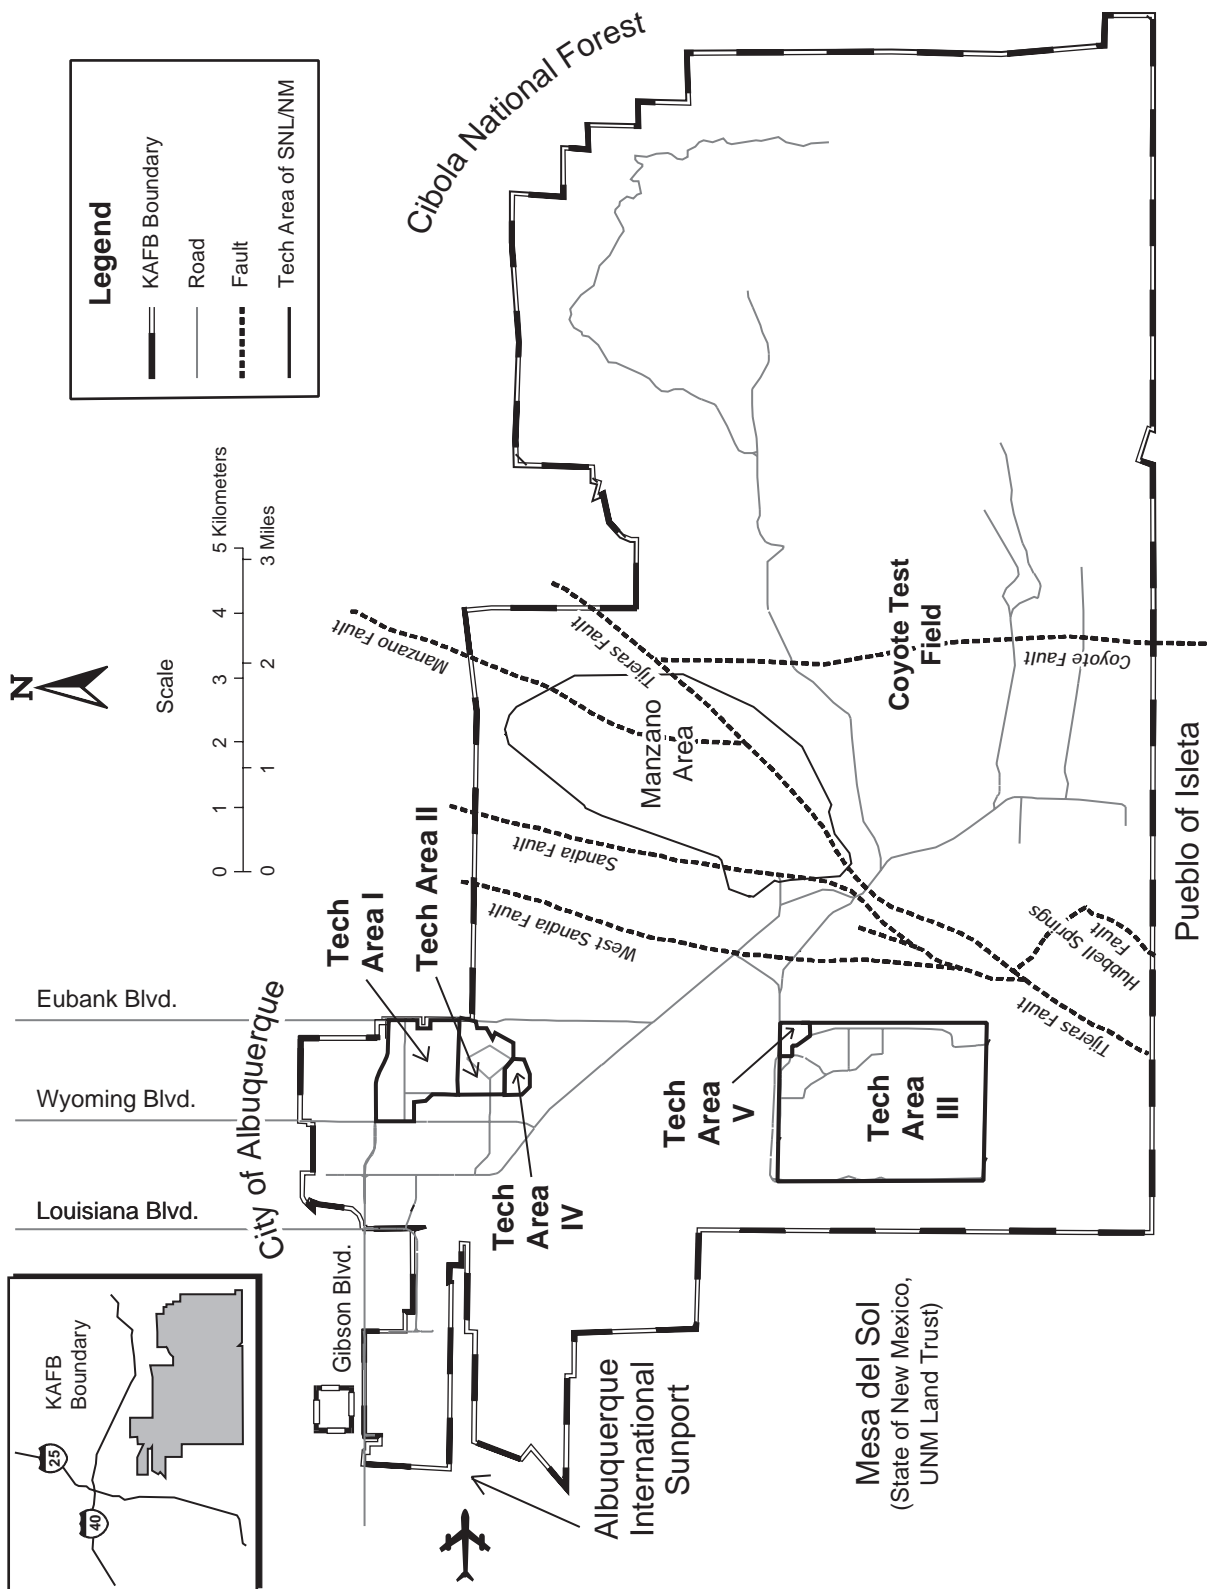 N
Scale
0 1 2 3 4 5 Kilometers
0 1 2 3 Miles
Legend
KAFB Boundary
Road
Fault
Tech Area of SNL/NM
KAFB
Boundary
25
40
Louisiana Blvd.
Wyoming Blvd.
Eubank Blvd.
City of Albuquerque
Gibson Blvd.
Cibola National Forest
Tech
Area I
Tech Area II
Tech
Area
IV
Albuquerque
International
Sunport
Manzano Fault
Tijeras Fault
Sandia Fault
West Sandia Fault
Manzano
Area
Tech
Area
V
Tech
Area
III
Coyote Test
Field
Coyote Fault
Hubbell Springs
Fault
Tijeras Fault
Mesa del Sol
(State of New Mexico,
UNM Land Trust)
Pueblo of Isleta